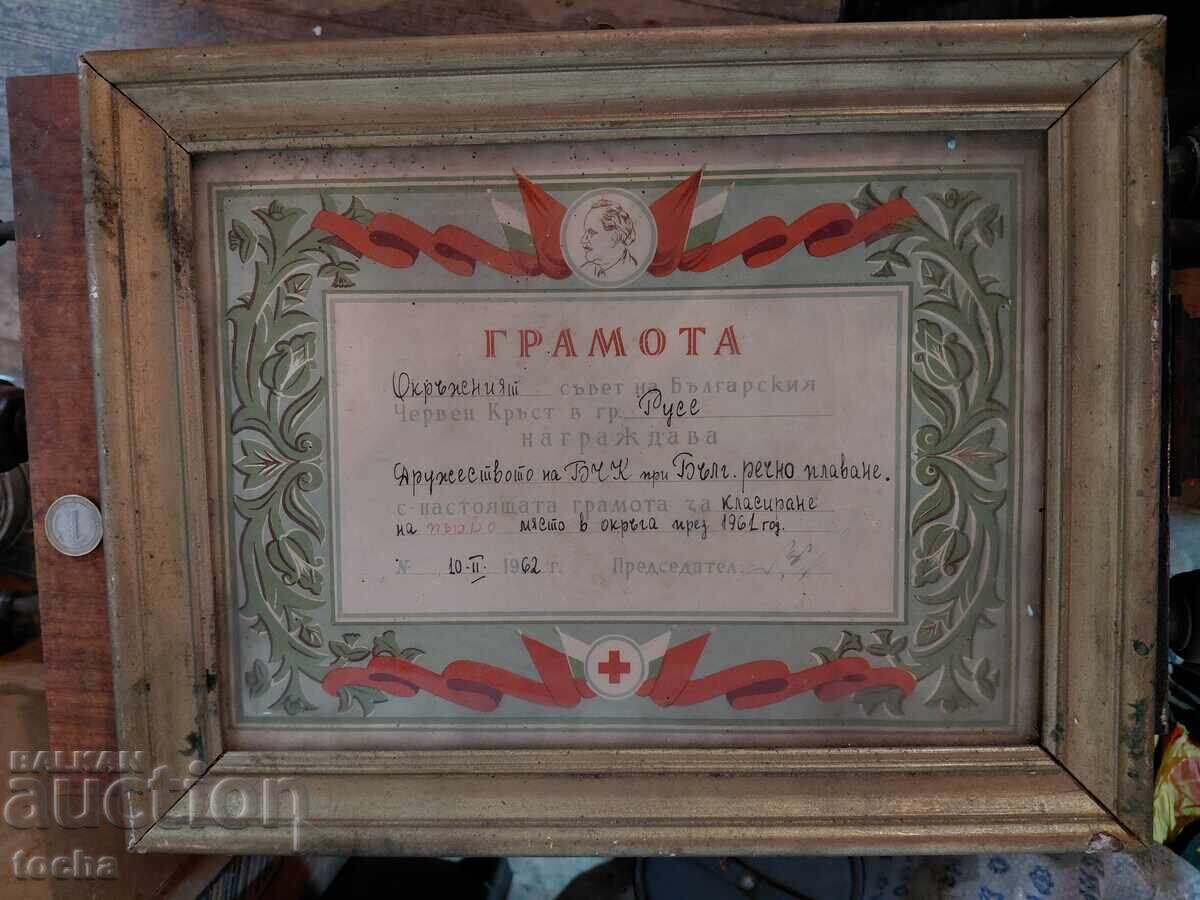 ГРАМОТА
Окръжният съвет на Българския
Червен Кръст в гр. Русе
награждава
Дружеството на БЧК при Бълг. речно плаване.
с настоящата грамота за класиране
на първо място в окръга през 1961 год.
№ 10-II 1962 г. Председател:
1
BALKAN
auction
tocha